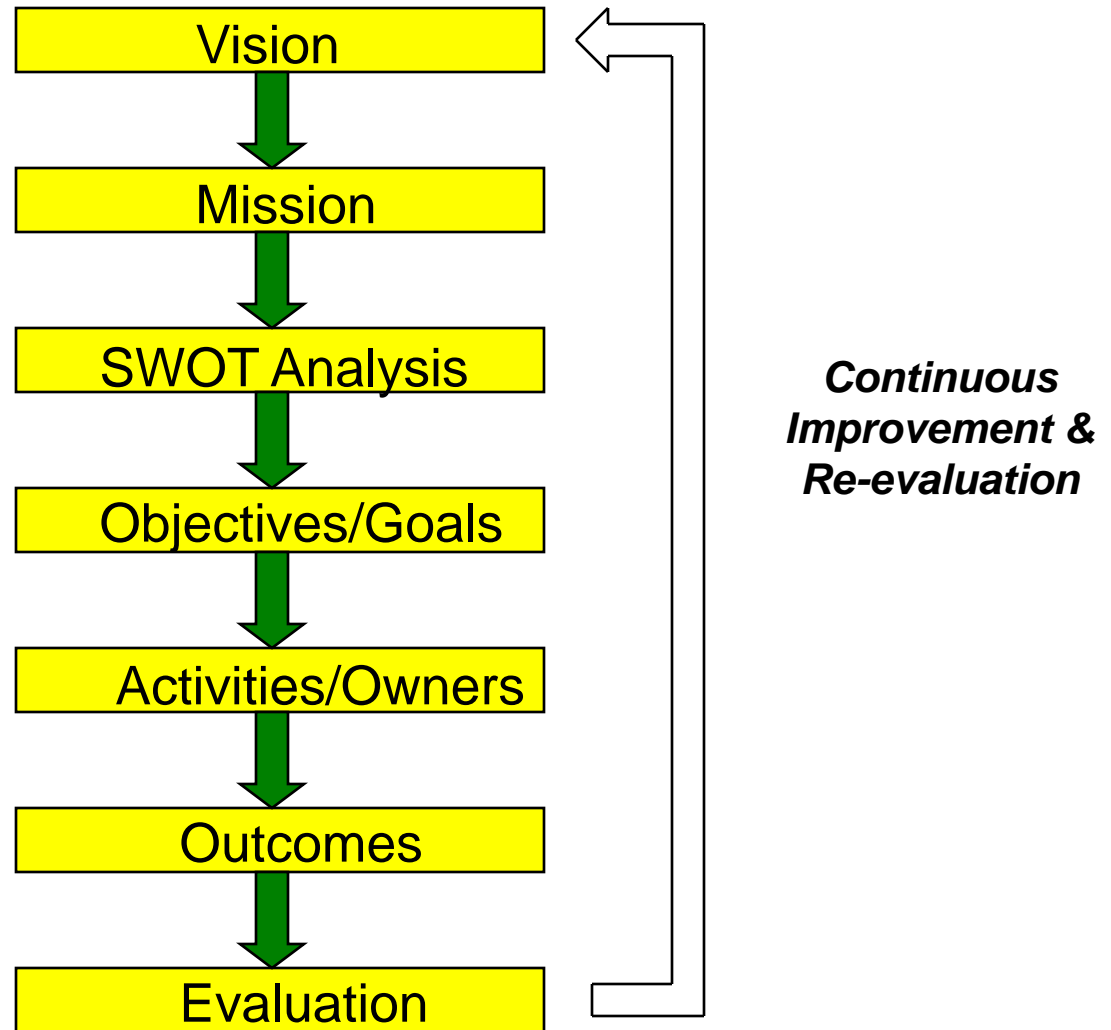 Vision
Mission
SWOT Analysis
Objectives/Goals
Activities/Owners
Outcomes
Evaluation
Continuous
Improvement &
Re-evaluation